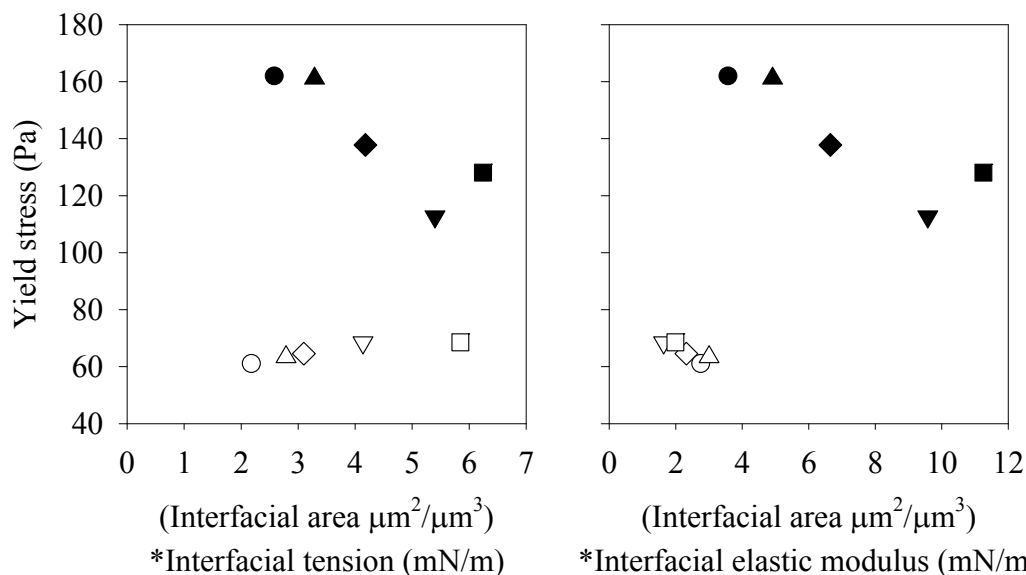 180
160
140
120
100
80
60
40
Yield stress (Pa)
0 1 2 3 4 5 6 7
0 2 4 6 8 10 12
(Interfacial area μm²/μm³)
*Interfacial tension (mN/m)
(Interfacial area μm²/μm³)
*Interfacial elastic modulus (mN/m